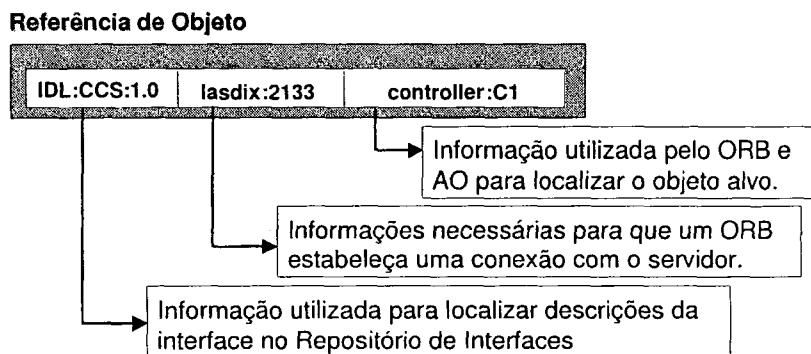 Referência de Objeto
IDL:CCS:1.0 lasdix:2133 controller:C1
Informação utilizada pelo ORB e
AO para localizar o objeto alvo.
Informações necessárias para que um ORB
estabeleça uma conexão com o servidor.
Informação utilizada para localizar descrições da
interface no Repositório de Interfaces